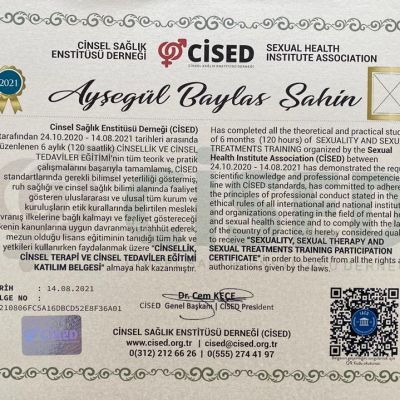 CİNSEL SAĞLIK
ENSTİTÜSÜ DERNEĞİ
CİSED
CİNSEL SAĞLIK ENSTİTÜSÜ DERNEĞİ
SEXUAL HEALTH
INSTITUTE ASSOCIATION
2021
Ayşegül Baylas Şahin
Cinsel Sağlık Enstitüsü Derneği (CİSED)
tarafından 24.10.2020 - 14.08.2021 tarihleri arasında
düzenlenen 6 aylık (120 saatlik) CİNSELLİK VE CİNSEL
TEDAVİLER EĞİTİMİ'nin tüm teorik ve pratik
çalışmalarını başarıyla tamamlamış, CİSED
standartlarında gerekli bilimsel yeterliliği göstermiş,
ruh sağlığı ve cinsel sağlık bilimi alanında faaliyet
gösteren uluslararası ve ulusal tüm kurum ve
kuruluşların etik kurallarında belirtilen mesleki
davranış ilkelerine bağlı kalmayı ve faaliyet göstereceği
ülkenin kanunlarına uygun davranmayı taahhüt ederek,
mezun olduğu lisans eğitiminin tanıdığı tüm hak ve
yetkileri kullanırken faydalanmak üzere "CİNSELLİK,
CİNSEL TERAPİ VE CİNSEL TEDAVİLER EĞİTİMİ
KATILIM BELGESİ" almaya hak kazanmıştır.
Has completed all the theoretical and practical stud
of 6 months (120 hours) of SEXUALITY AND SEXU
TREATMENTS TRAINING organized by the Sexual
Health Institute Association (CİSED) between
24.10.2020 - 14.08.2021 has demonstrated the requ
scientific knowledge and professional competence
line with CİSED standards, has committed to adhere
the principles of professional conduct stated in the
ethical rules of all international and national institut
and organizations operating in the field of mental he
and sexual health science and to comply with the la
of the country, is hereby considered qualified
to receive "SEXUALITY, SEXUAL THERAPY AND
SEXUAL TREATMENTS TRAINING PARTICIPATION
CERTIFICATE" in order to benefit from all the rights a
authorizations given by the laws.
TARİH : 14.08.2021
BELGE NO :
210806FC5A16DBCD52E8F36A01
Dr. Cem KEÇE
CİSED Genel Başkanı | CİSED President
CİSED
CİNSEL SAĞLIK ENSTİTÜSÜ DERNEĞİ (CİSED)
www.cised.org.tr cised@cised.org.tr
0(312) 212 66 26 | 0(555) 274 41 97